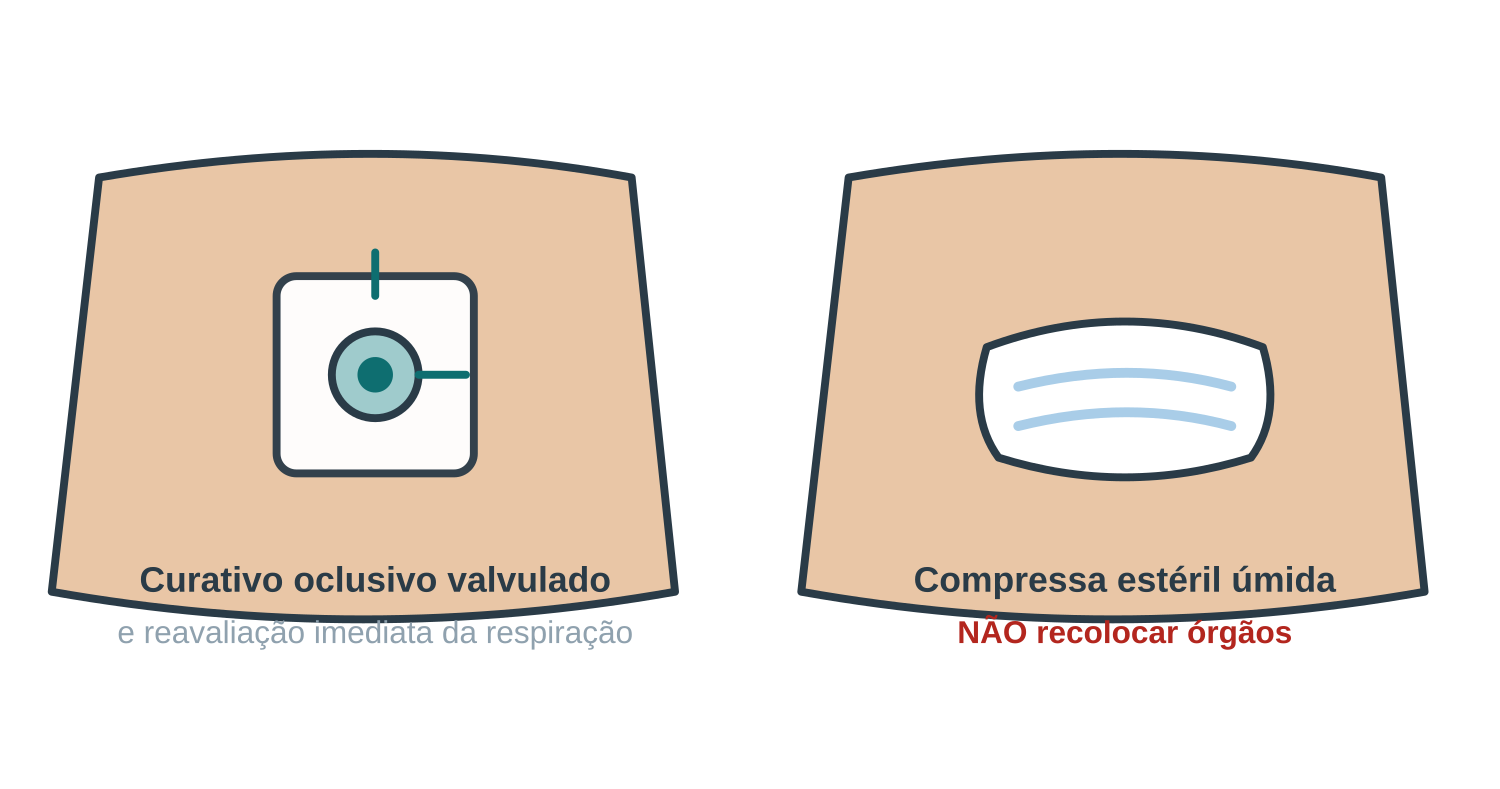 Curativo oclusivo valvulado
e reavaliação imediata da respiração
Compressa estéril úmida
NÃO recolocar órgãos